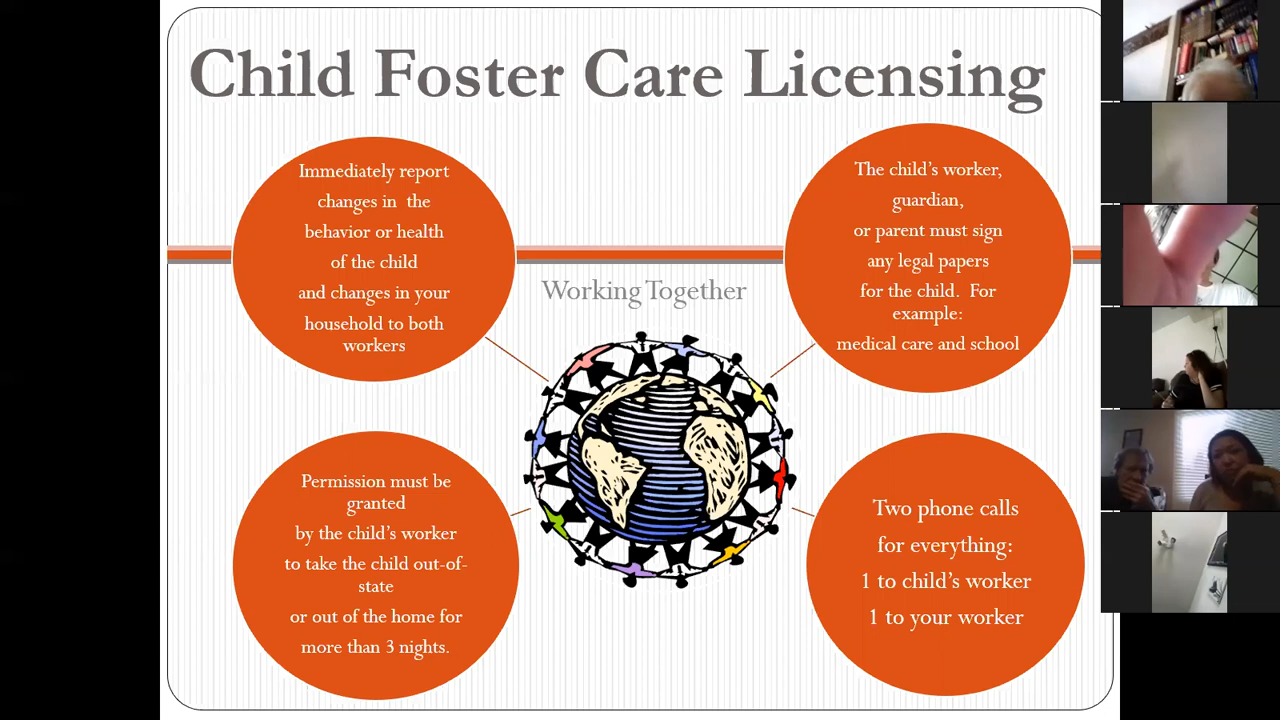 Child Foster Care Licensing
Immediately report
changes in  the
behavior or health
of the child
and changes in your
household to both
workers
The child's worker,
guardian,
or parent must sign
any legal papers
for the child.  For
example:
medical care and school
Working Together
Permission must be
granted
by the child's worker
to take the child out-of-
state
or out of the home for
more than 3 nights.
Two phone calls
for everything:
1 to child's worker
1 to your worker